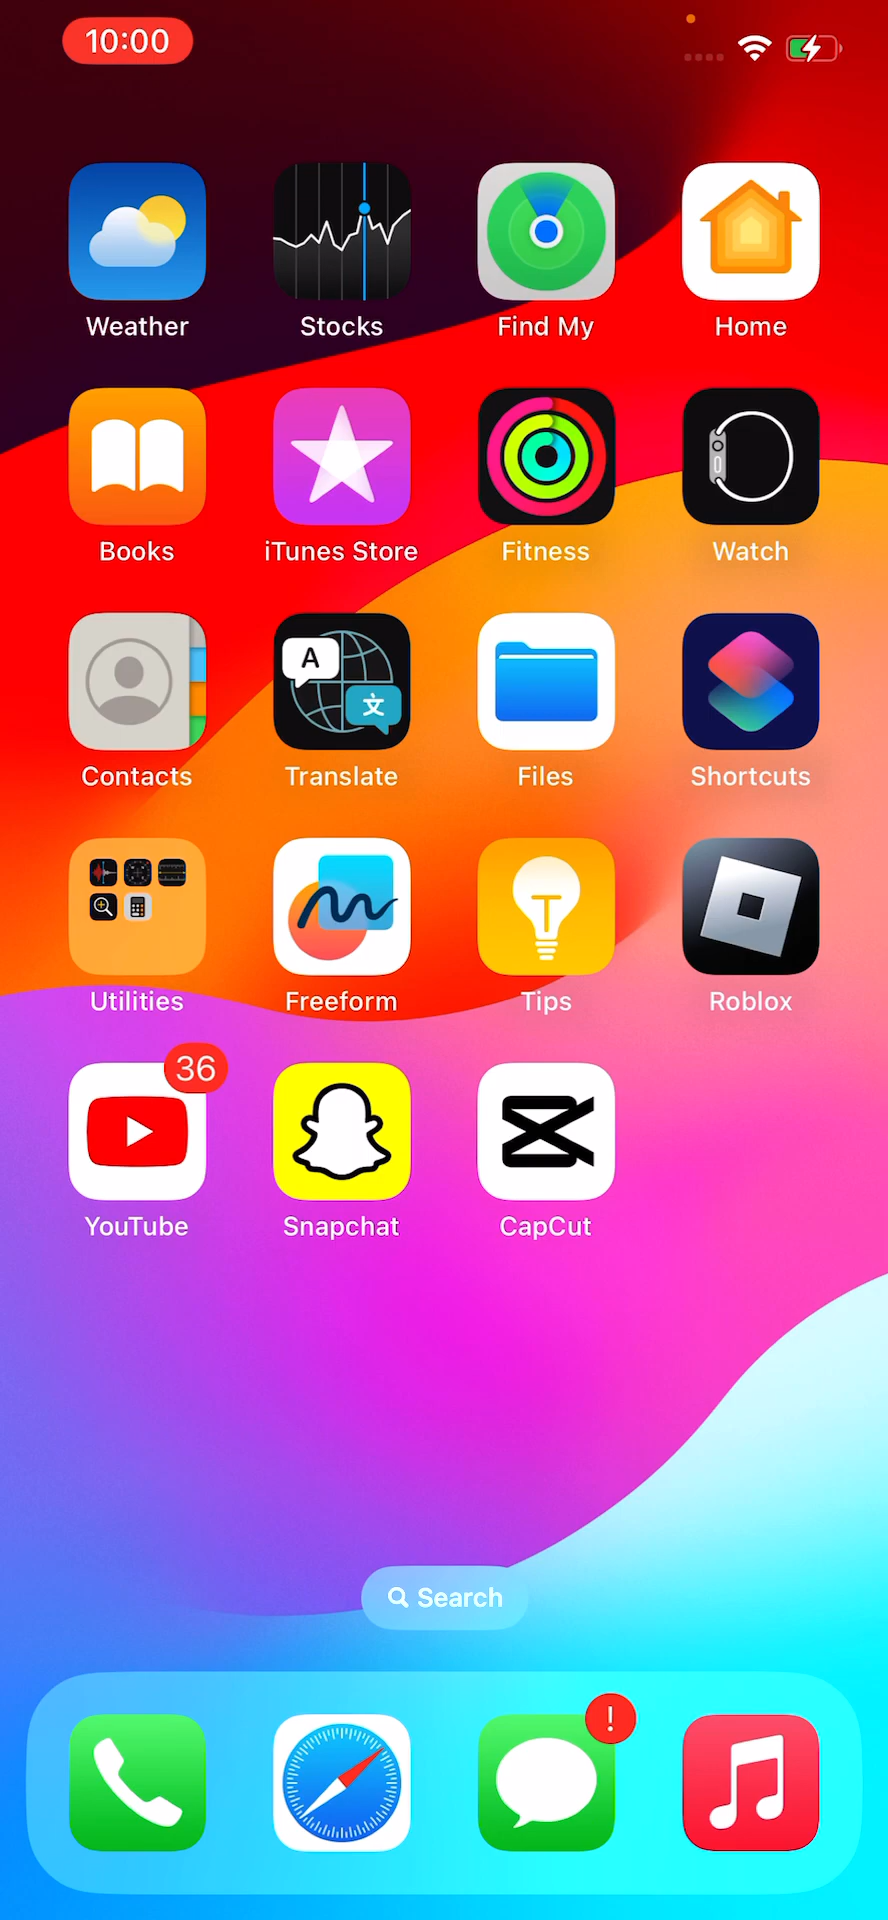 10:00
Weather
Stocks
Find My
Home
Books
iTunes Store
Fitness
Watch
A
文
Contacts
Translate
Files
Shortcuts
Utilities
Freeform
Tips
Roblox
36
YouTube
Snapchat
CapCut
Search
!